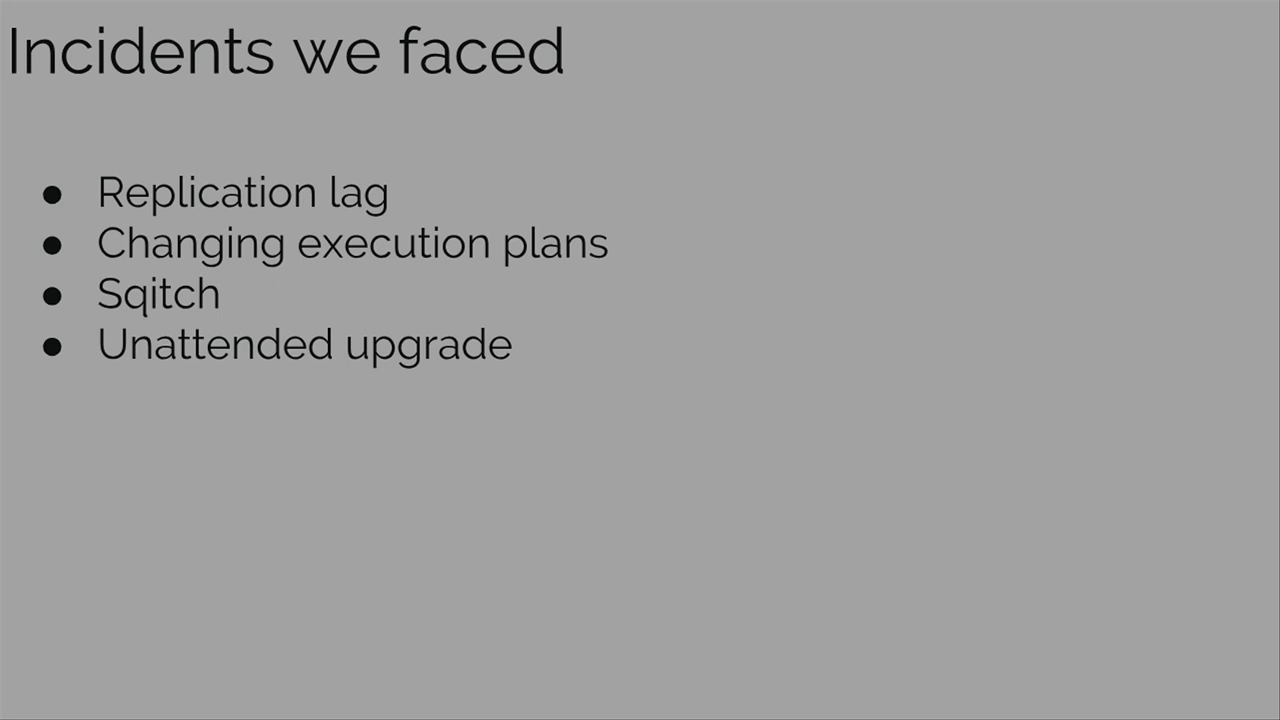 Incidents we faced
● Replication lag
● Changing execution plans
● Sqitch
● Unattended upgrade